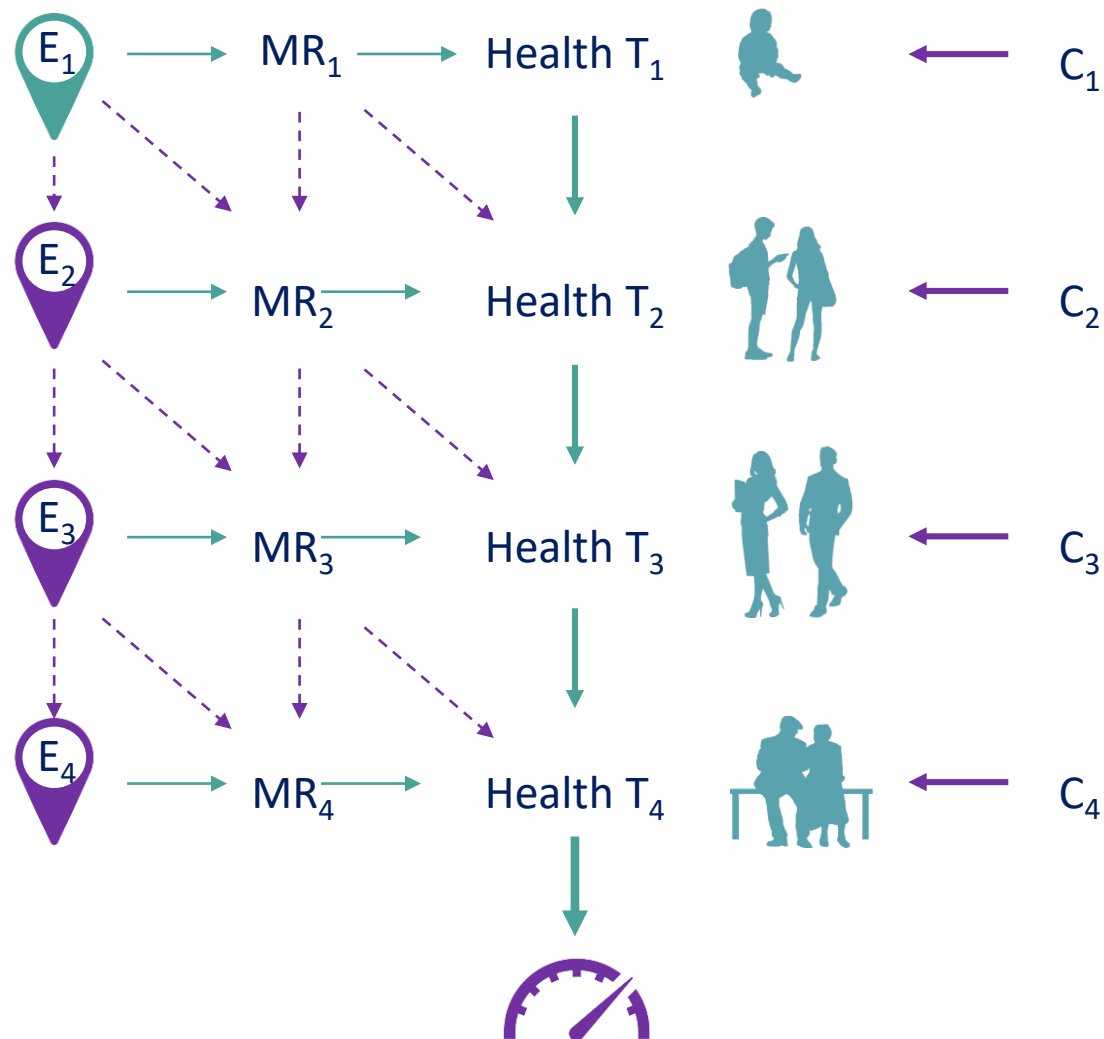 E₁ MR₁ Health T₁ C₁
E₂ MR₂ Health T₂ C₂
E₃ MR₃ Health T₃ C₃
E₄ MR₄ Health T₄ C₄